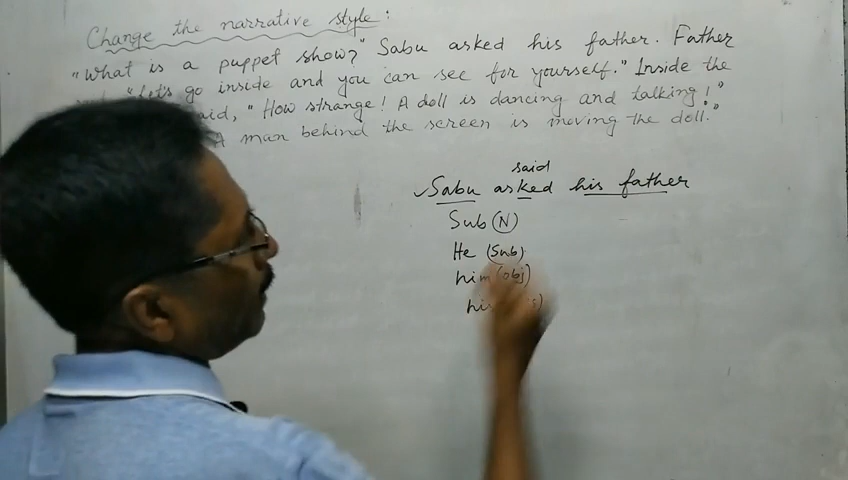 Change the narrative style:
"What is a puppet show?" Sabu asked his father. Father
"Let's go inside and you can see for yourself." Inside the
"How strange! A doll is dancing and talking!"
A man behind the screen is moving the doll."
said
Sabu asked his father
Sub (N)
He (Sub)
him (obj)